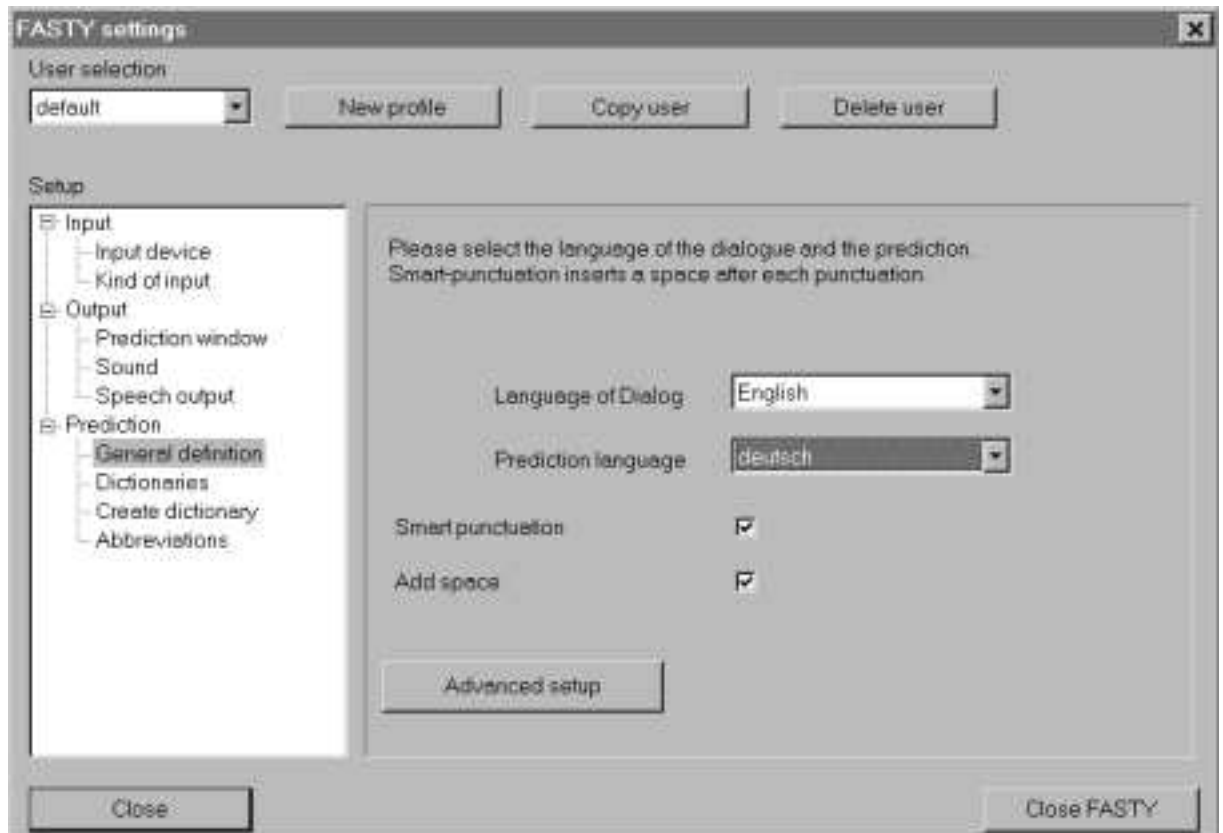 FASTY settings
User selection
default
New profile
Copy user
Delete user
Setup
Input
Input device
Kind of input
Output
Prediction window
Sound
Speech output
Prediction
General definition
Dictionaries
Create dictionary
Abbreviations
Please select the language of the dialogue and the prediction.
Smart-punctuation inserts a space after each punctuation.
Language of Dialog
English
Prediction language
deutsch
Smart punctuation
Add space
Advanced setup
Close
Close FASTY